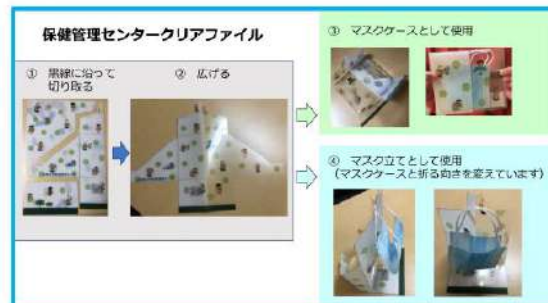 保健管理センタークリアファイル
① 黒線に沿って
切り取る
② 広げる
③ マスクケースとして使用
④ マスク立てとして使用
(マスクケースと折る向きを変えています)